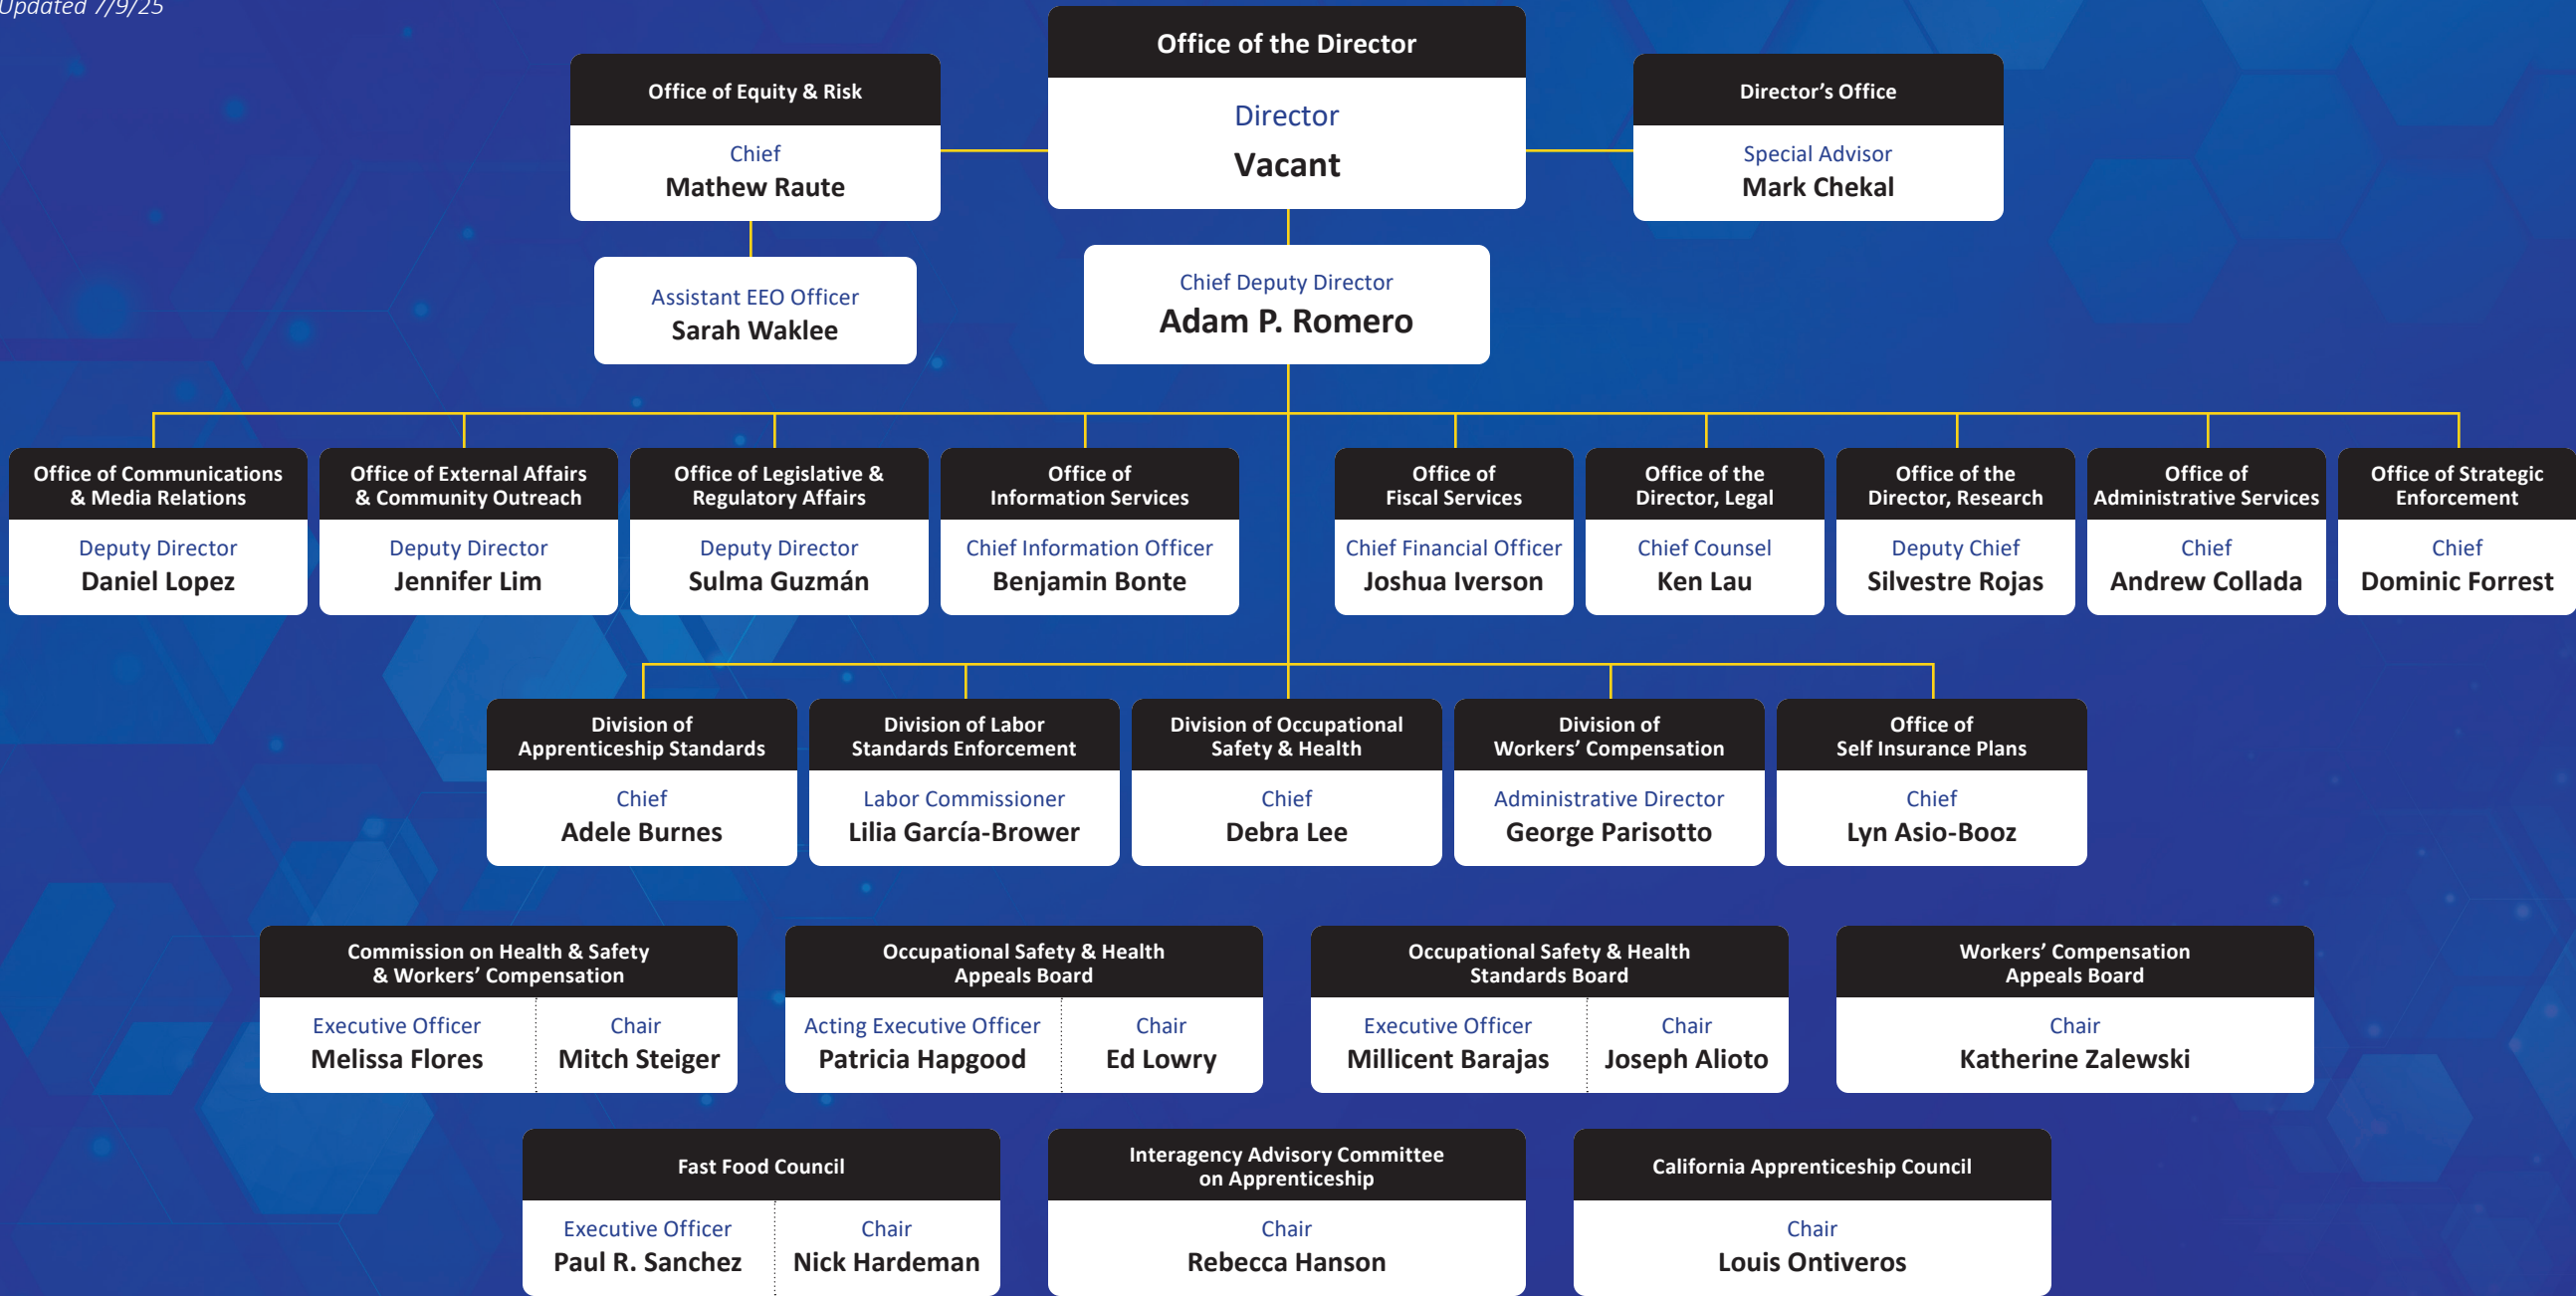 Updated 7/9/25
Office of the Director
Director
Vacant
Office of Equity & Risk
Chief
Mathew Raute
Director’s Office
Special Advisor
Mark Chekal
Assistant EEO Officer
Sarah Waklee
Chief Deputy Director
Adam P. Romero
Office of Communications
& Media Relations
Deputy Director
Daniel Lopez
Office of External Affairs
& Community Outreach
Deputy Director
Jennifer Lim
Office of Legislative &
Regulatory Affairs
Deputy Director
Sulma Guzmán
Office of
Information Services
Chief Information Officer
Benjamin Bonte
Office of
Fiscal Services
Chief Financial Officer
Joshua Iverson
Office of the
Director, Legal
Chief Counsel
Ken Lau
Office of the
Director, Research
Deputy Chief
Silvestre Rojas
Office of
Administrative Services
Chief
Andrew Collada
Office of Strategic
Enforcement
Chief
Dominic Forrest
Division of
Apprenticeship Standards
Chief
Adele Burnes
Division of Labor
Standards Enforcement
Labor Commissioner
Lilia García-Brower
Division of Occupational
Safety & Health
Chief
Debra Lee
Division of
Workers’ Compensation
Administrative Director
George Parisotto
Office of
Self Insurance Plans
Chief
Lyn Asio-Booz
Commission on Health & Safety
& Workers’ Compensation
Executive Officer
Melissa Flores
Chair
Mitch Steiger
Occupational Safety & Health
Appeals Board
Acting Executive Officer
Patricia Hapgood
Chair
Ed Lowry
Occupational Safety & Health
Standards Board
Executive Officer
Millicent Barajas
Chair
Joseph Alioto
Workers’ Compensation
Appeals Board
Chair
Katherine Zalewski
Fast Food Council
Executive Officer
Paul R. Sanchez
Chair
Nick Hardeman
Interagency Advisory Committee
on Apprenticeship
Chair
Rebecca Hanson
California Apprenticeship Council
Chair
Louis Ontiveros